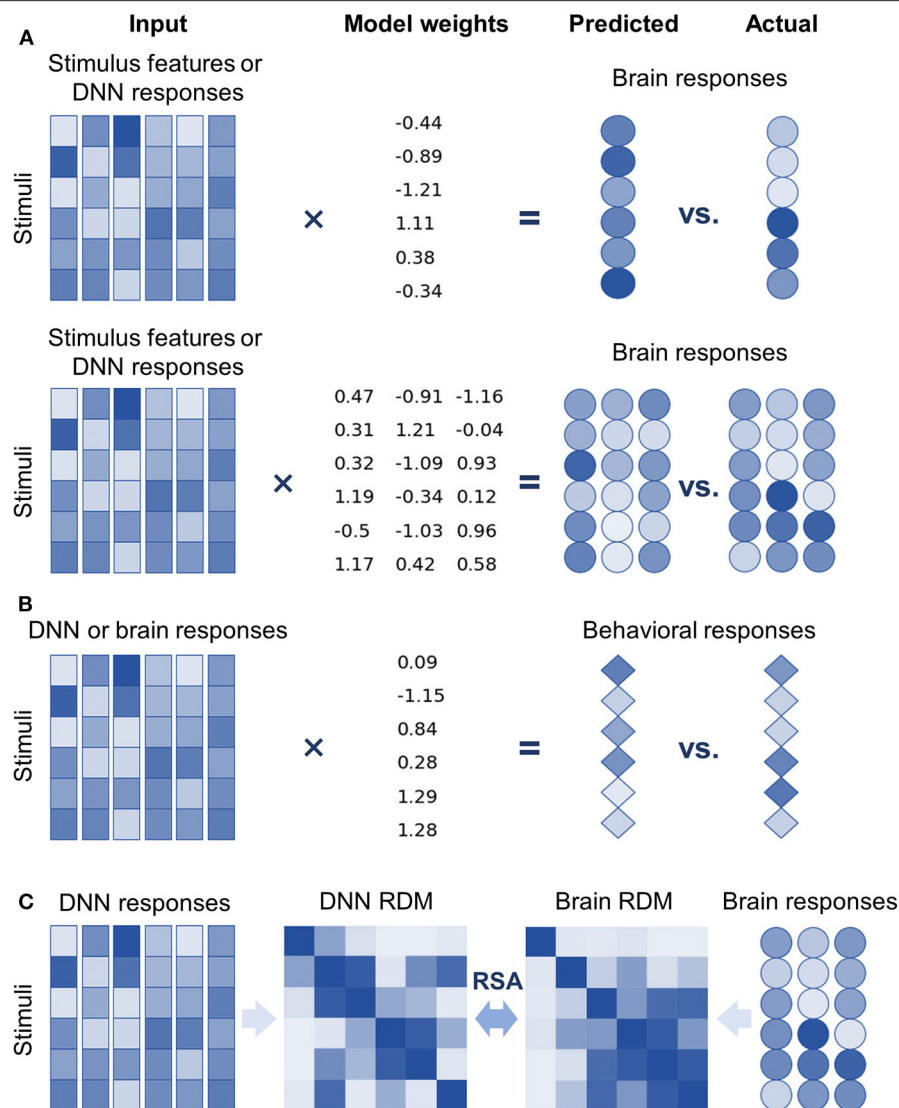 Input Model weights Predicted Actual
A
Stimulus features or
DNN responses
Brain responses
Stimuli
-0.44
-0.89
-1.21
1.11
0.38
-0.34
×
=
vs.
Stimulus features or
DNN responses
Brain responses
Stimuli
0.47 -0.91 -1.16
0.31 1.21 -0.04
0.32 -1.09 0.93
1.19 -0.34 0.12
-0.5 -1.03 0.96
1.17 0.42 0.58
×
=
vs.
B
DNN or brain responses
Behavioral responses
Stimuli
0.09
-1.15
0.84
0.28
1.29
1.28
×
=
vs.
C
DNN responses
DNN RDM
Brain RDM
Brain responses
Stimuli
RSA